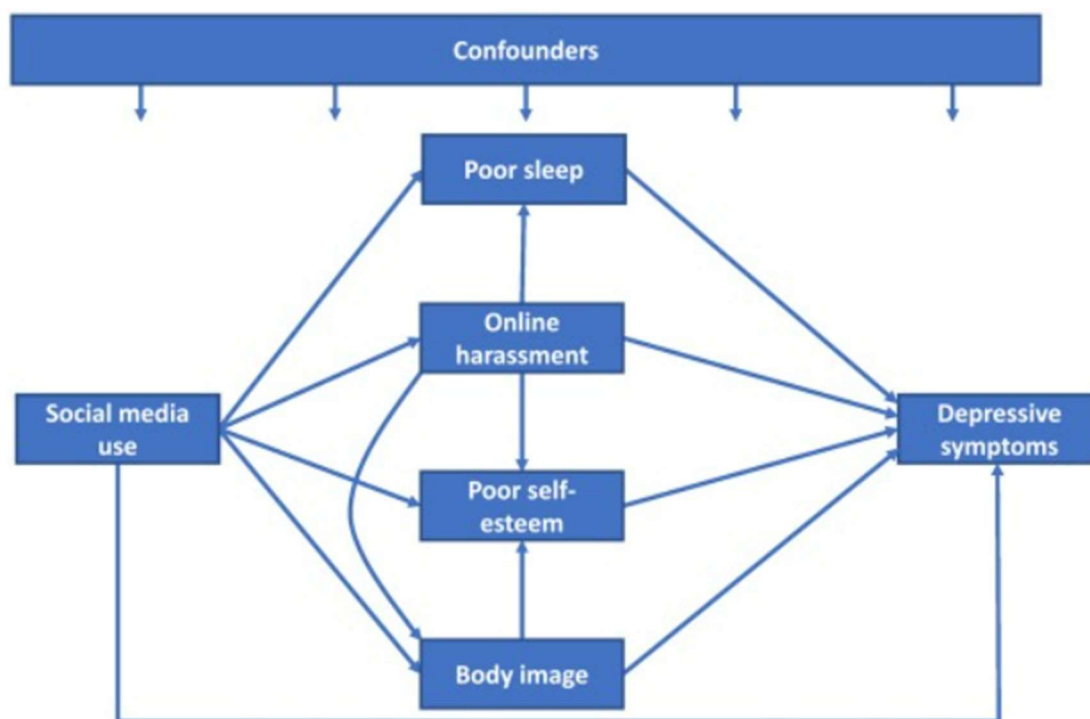 Confounders
Poor sleep
Online
harassment
Social media
use
Depressive
symptoms
Poor self-
esteem
Body image